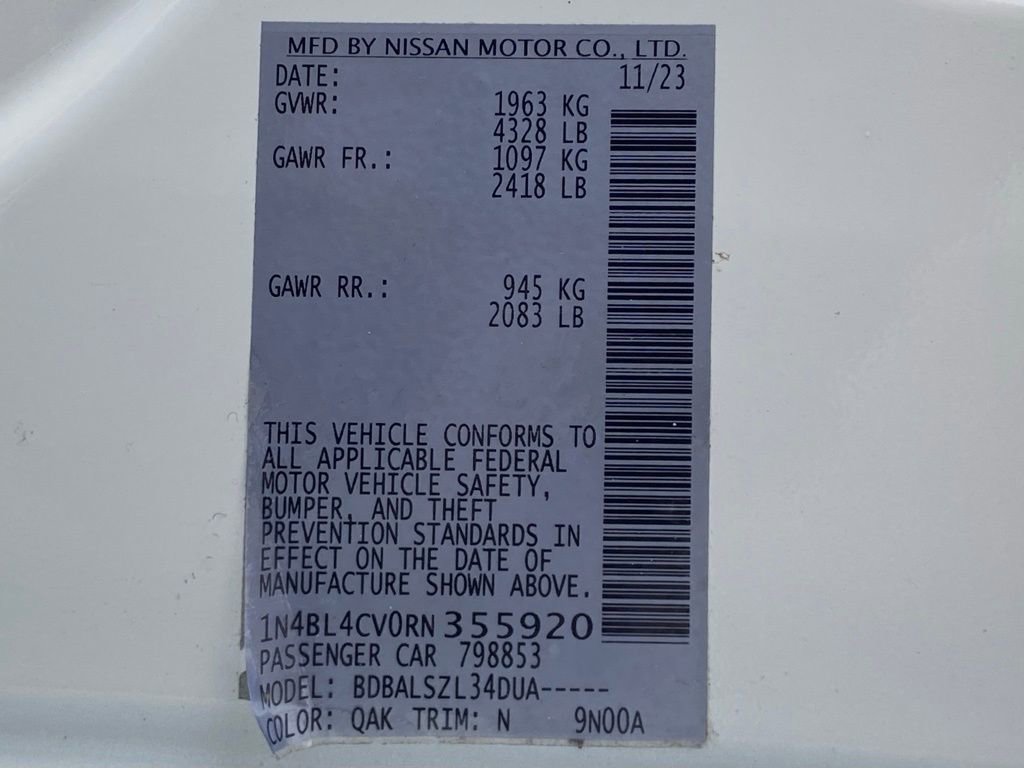 MFD BY NISSAN MOTOR CO., LTD.
DATE: 11/23
GVWR: 1963 KG
4328 LB
GAWR FR.: 1097 KG
2418 LB
GAWR RR.: 945 KG
2083 LB
THIS VEHICLE CONFORMS TO
ALL APPLICABLE FEDERAL
MOTOR VEHICLE SAFETY,
BUMPER, AND THEFT
PREVENTION STANDARDS IN
EFFECT ON THE DATE OF
MANUFACTURE SHOWN ABOVE.
1N4BL4CV0RN 355920
PASSENGER CAR 798853
MODEL: BDBALSZL34DUA-----
COLOR: QAK TRIM: N 9N00A